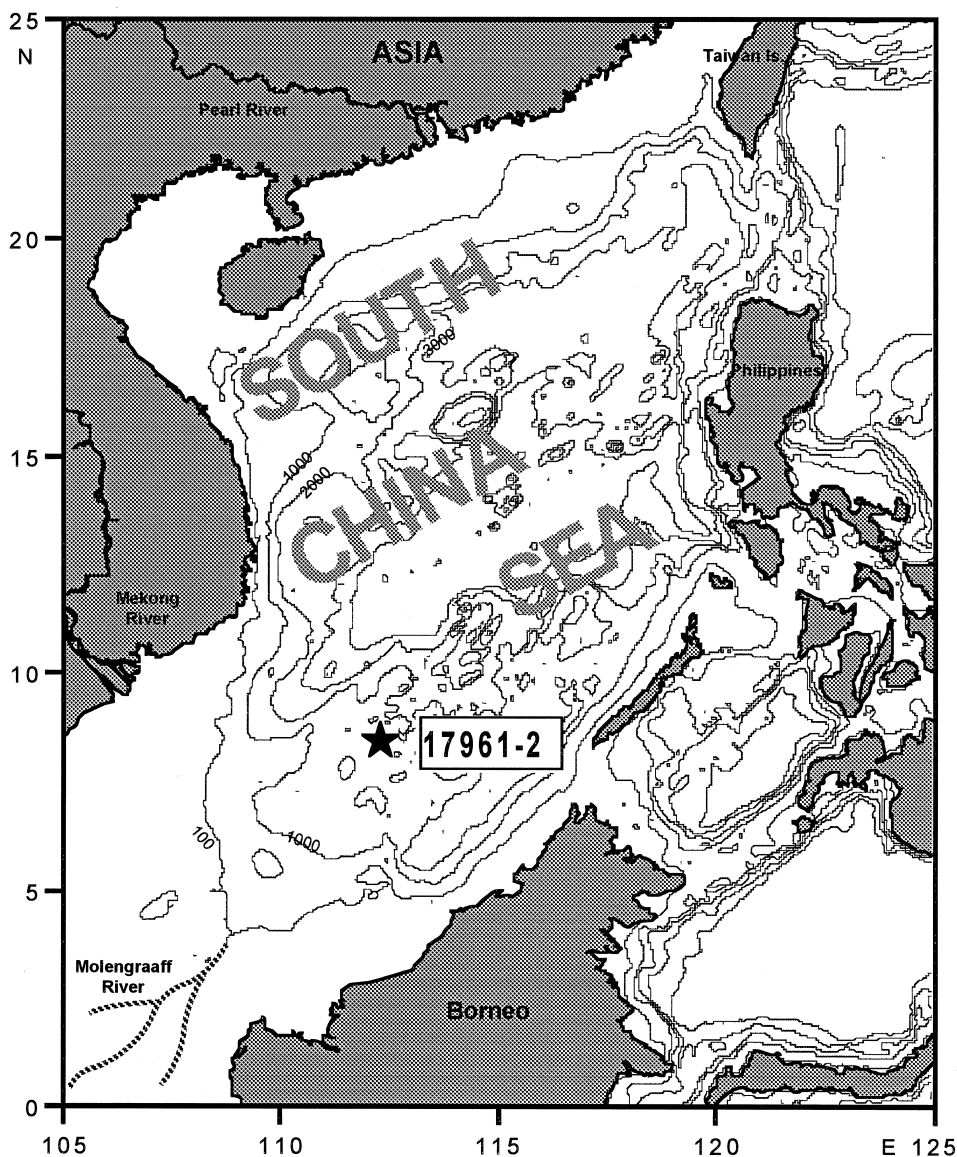 25
N
ASIA
Taiwan Is.
Pearl River
20
SOUTH
3000
Philippines
15
1000
2000
CHINA
SEA
Mekong
River
10
17961-2
100
1000
5
Molengraaff
River
Borneo
0
105 110 115 120 E 125